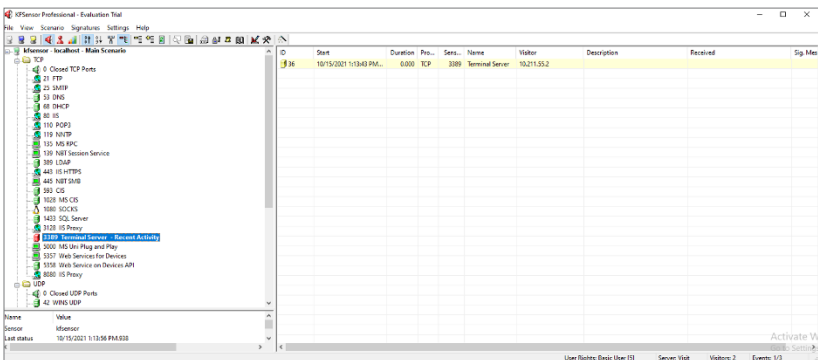 KFSensor Professional - Evaluation Trial
File View Scenario Signatures Settings Help
kfsensor - localhost - Main Scenario
TCP
0 Closed TCP Ports
21 FTP
25 SMTP
53 DNS
68 DHCP
80 IIS
110 POP3
119 NNTP
135 MS RPC
139 NBT Session Service
389 LDAP
443 IIS HTTPS
445 NBT SMB
593 CIS
1028 MS CIS
1080 SOCKS
1433 SQL Server
3128 IIS Proxy
3389 Terminal Server - Recent Activity
5000 MS Uni Plug and Play
5357 Web Services for Devices
5358 Web Service on Devices API
8080 IIS Proxy
UDP
0 Closed UDP Ports
42 WINS UDP
Name Value
Sensor kfsensor
Last status 10/15/2021 1:13:56 PM.938
ID Start Duration Pro... Sens... Name Visitor Description Received Sig. Mes
36 10/15/2021 1:13:43 PM... 0.000 TCP 3389 Terminal Server 10.211.55.2
Activate W
Go to Setting
User Rights: Basic User [S] Server: Visit Visitors: 2 Events: 1/3